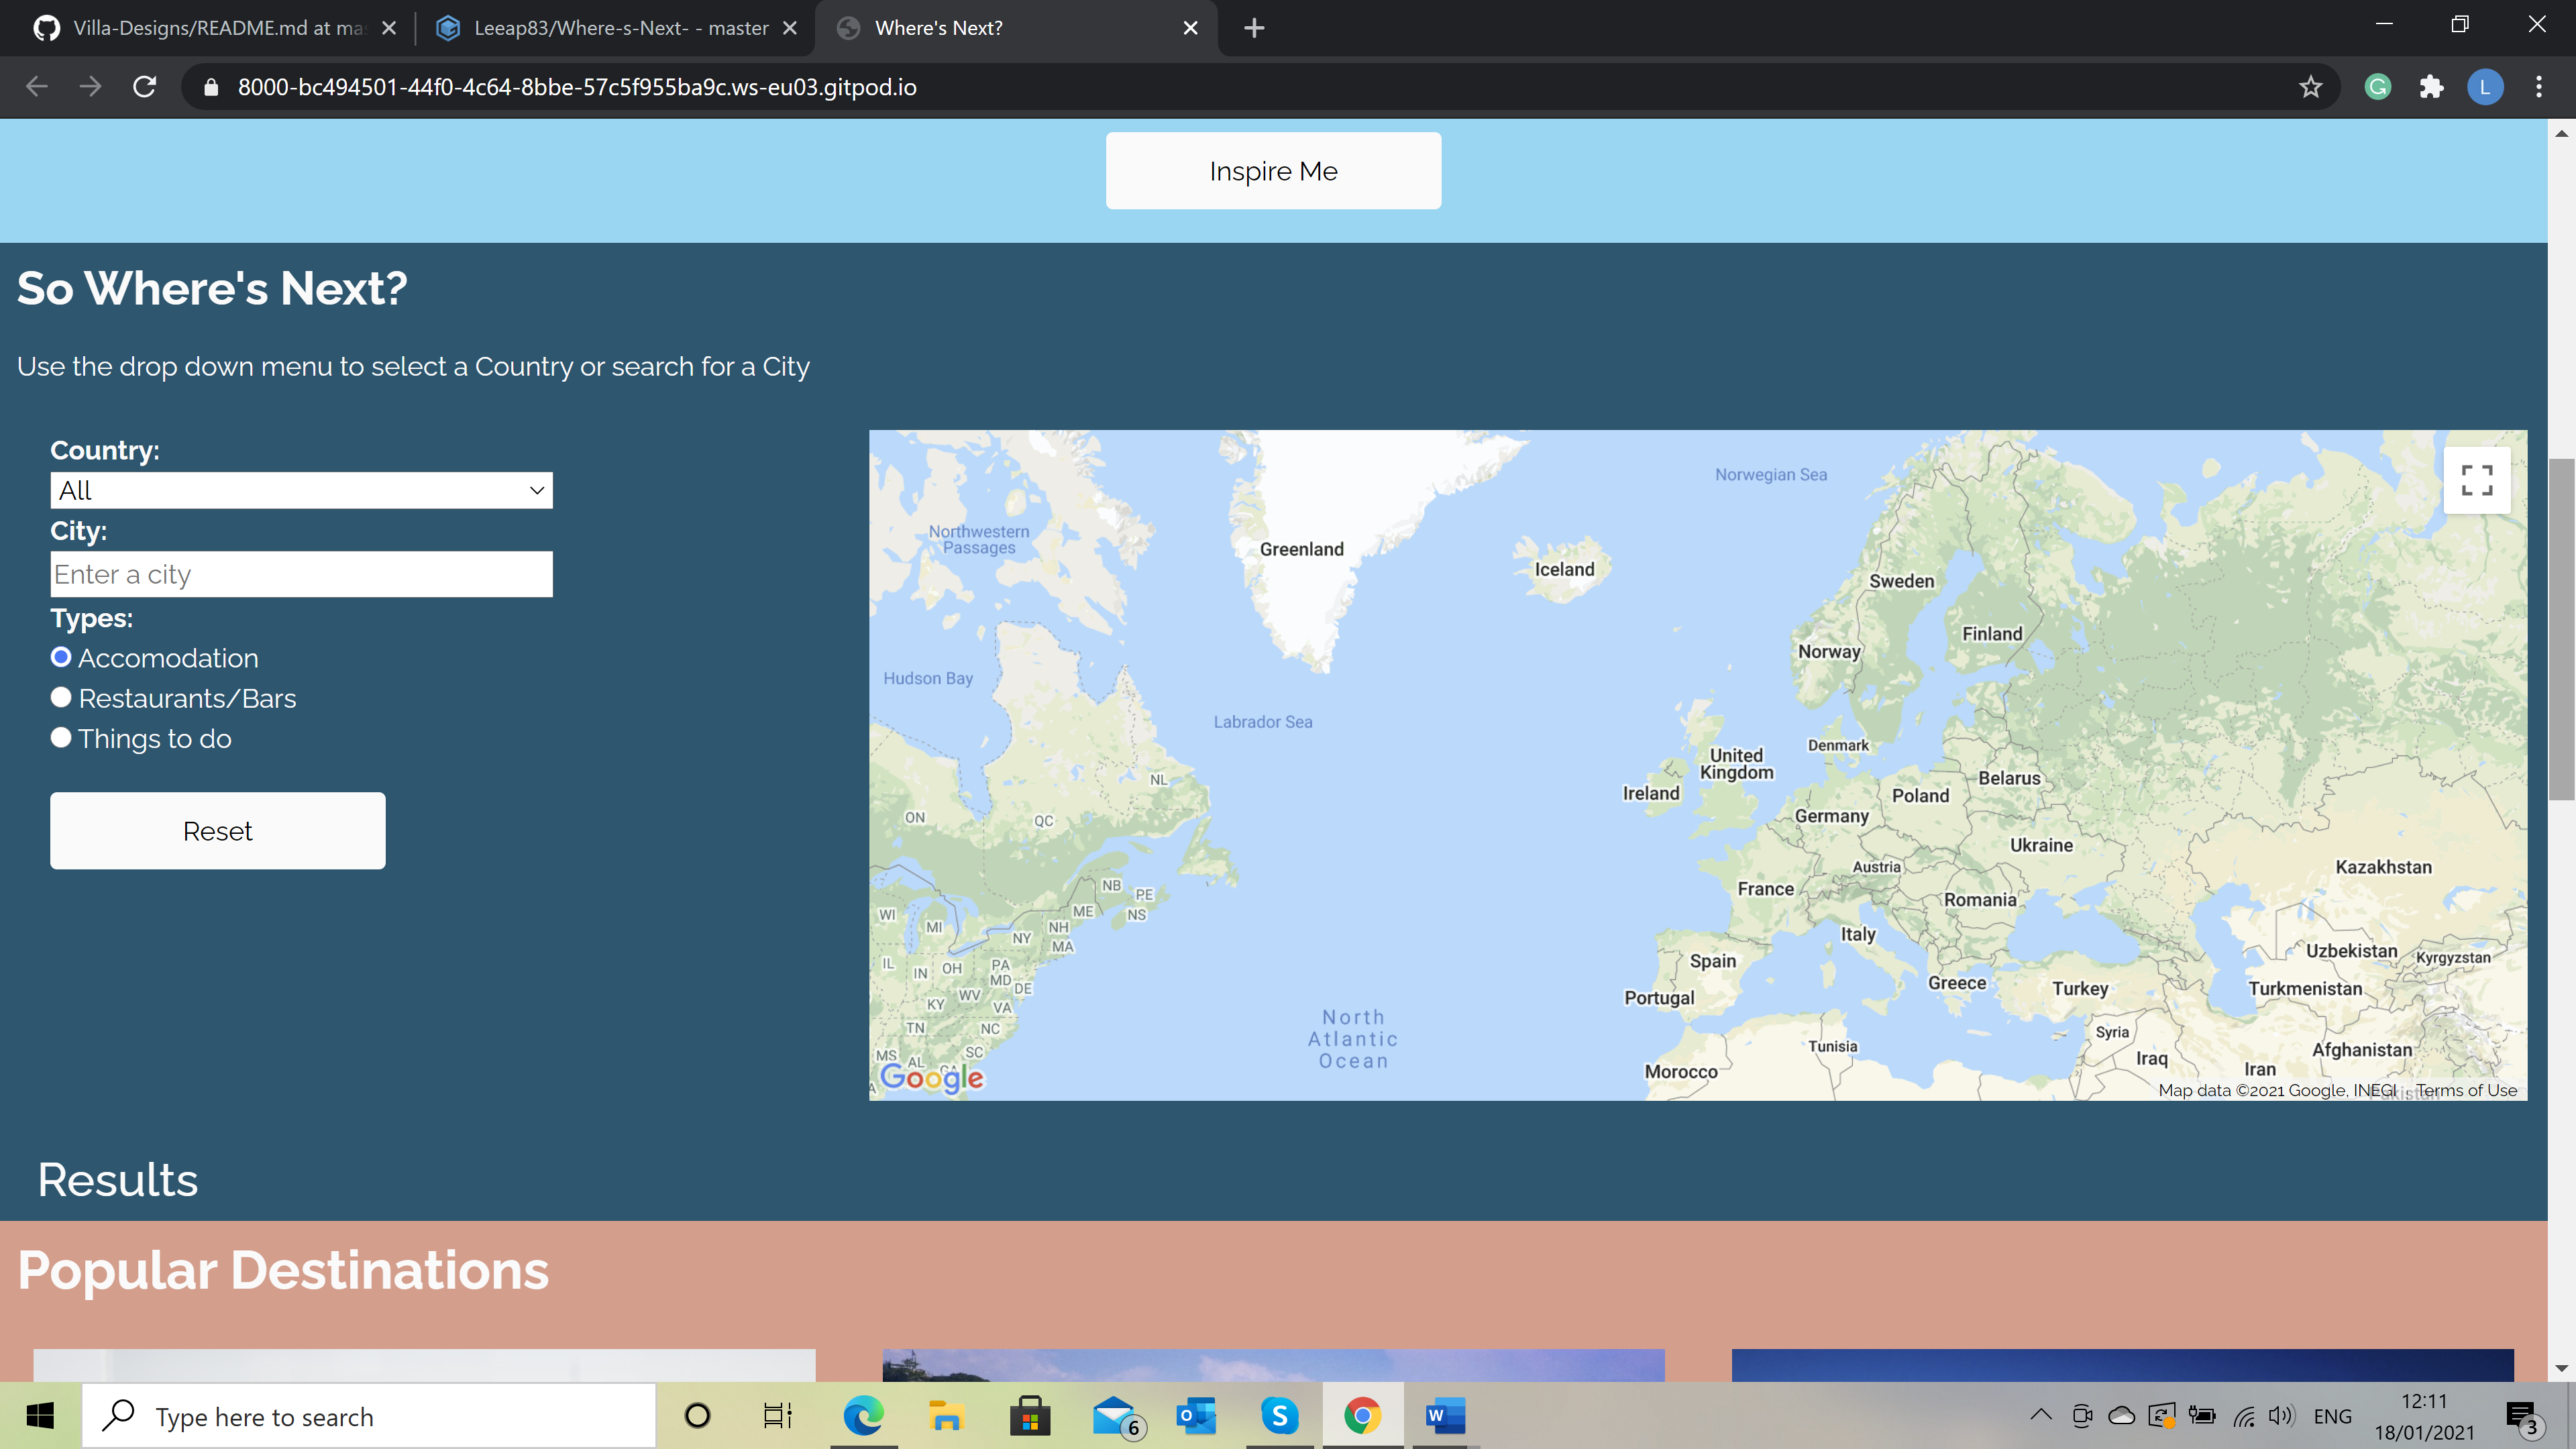 Villa-Designs/README.md at mas
Leeap83/Where-s-Next- - master
Where's Next?
8000-bc494501-44f0-4c64-8bbe-57c5f955ba9c.ws-eu03.gitpod.io
G
L
Inspire Me
So Where's Next?
Use the drop down menu to select a Country or search for a City
Country:
All
City:
Enter a city
Types:
Accomodation
Restaurants/Bars
Things to do
Reset
Norwegian Sea
Northwestern
Passages
Greenland
Iceland
Sweden
Finland
Norway
Hudson Bay
Labrador Sea
Denmark
United
Kingdom
NL
Belarus
Ireland
Poland
ON
QC
Germany
Ukraine
Austria
Kazakhstan
NB
France
PE
Romania
WI
ME
NS
MI
NH
NY
Italy
MA
Uzbekistan
Kyrgyzstan
IL
IN
OH
PA
Spain
MD
DE
Greece
Turkey
Turkmenistan
WV
Portugal
KY
VA
North
Atlantic
Ocean
TN
NC
Syria
Tunisia
SC
Afghanistan
MS
AL
GA
Iraq
Iran
Morocco
Google
Pakistan
Map data ©2021 Google, INEGI
Terms of Use
Results
Popular Destinations
Type here to search
6
O
S
W
ENG
12:11
18/01/2021
3